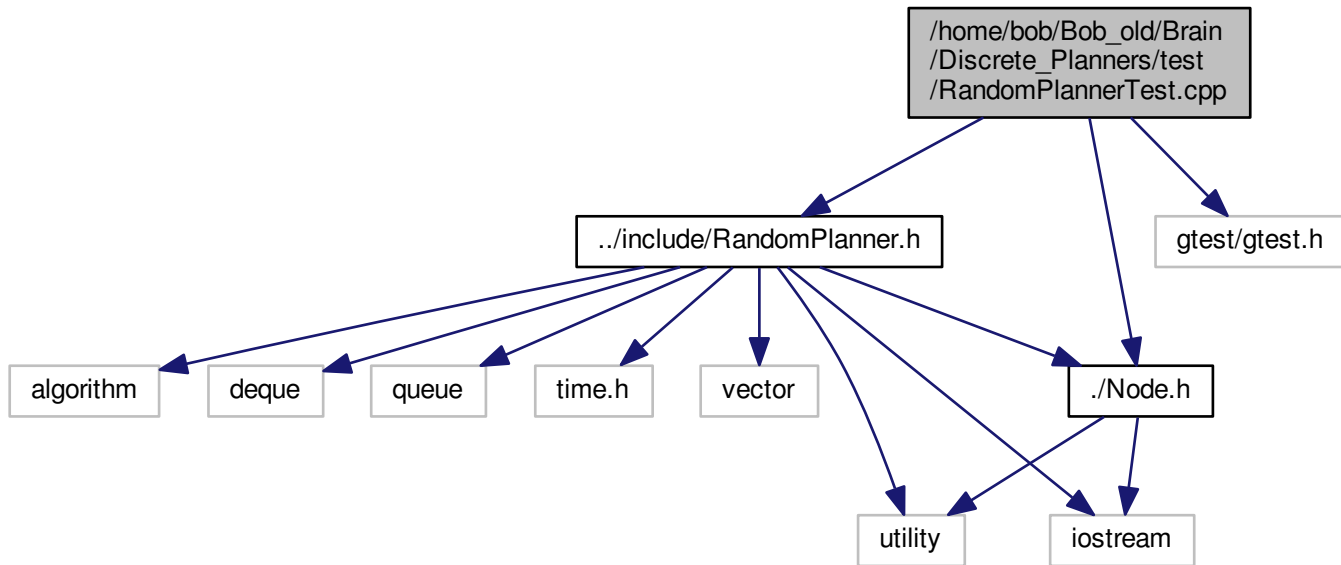 /home/bob/Bob_old/Brain
/Discrete_Planners/test
/RandomPlannerTest.cpp
../include/RandomPlanner.h
gtest/gtest.h
algorithm
deque
queue
time.h
vector
./Node.h
utility
iostream